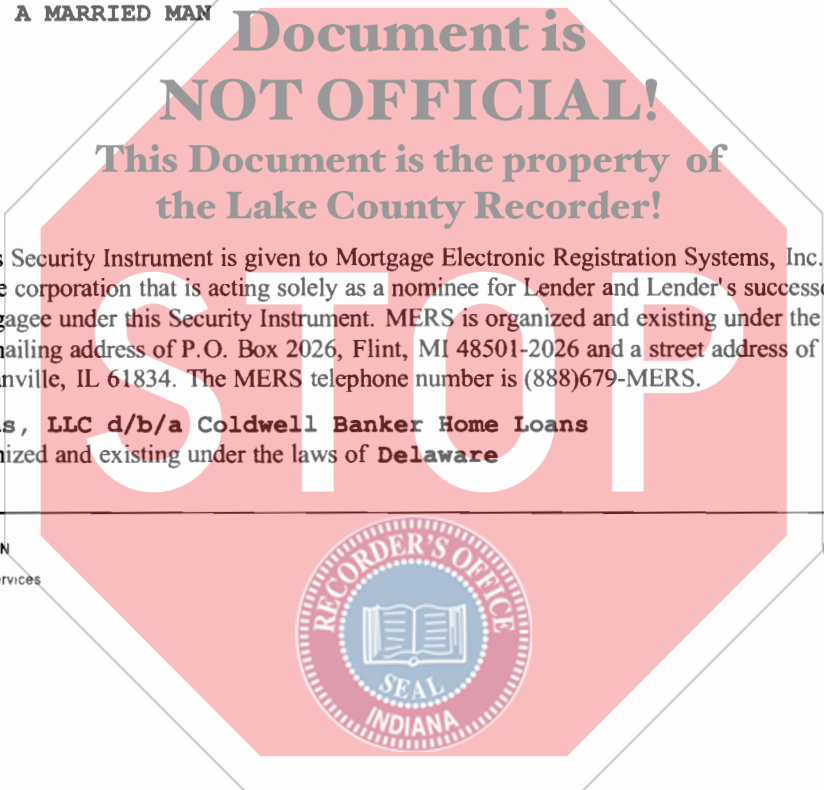 A MARRIED MAN
Document is
NOT OFFICIAL!
This Document is the property of
the Lake County Recorder!
s Security Instrument is given to Mortgage Electronic Registration Systems, Inc.
e corporation that is acting solely as a nominee for Lender and Lender's success
gagee under this Security Instrument. MERS is organized and existing under the
nailing address of P.O. Box 2026, Flint, MI 48501-2026 and a street address of
nville, IL 61834. The MERS telephone number is (888)679-MERS.
STOP
s, LLC d/b/a Coldwell Banker Home Loans
nized and existing under the laws of Delaware
N
rvices
RECORDER'S OFFICE
SEAL
INDIANA